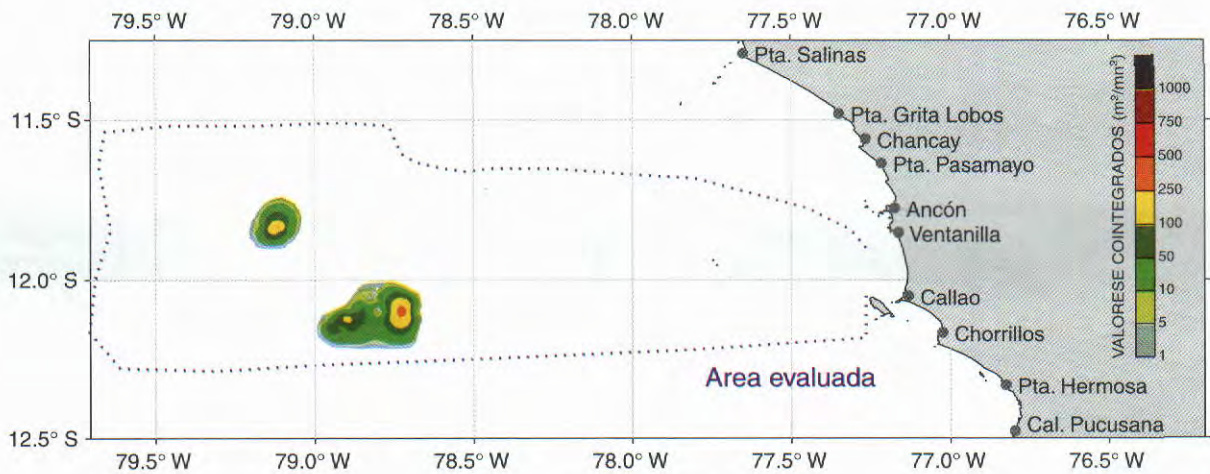 79.5° W 79.0° W 78.5° W 78.0° W 77.5° W 77.0° W 76.5° W
Pta. Salinas
11.5° S
Pta. Grita Lobos
Chancay
Pta. Pasamayo
Ancón
Ventanilla
12.0° S
Callao
Chorrillos
Area evaluada
Pta. Hermosa
Cal. Pucusana
12.5° S
79.5° W 79.0° W 78.5° W 78.0° W 77.5° W 77.0° W 76.5° W
VALORESE COINTEGRADOS (m²/mn²)
1000
750
500
250
100
50
10
5
1